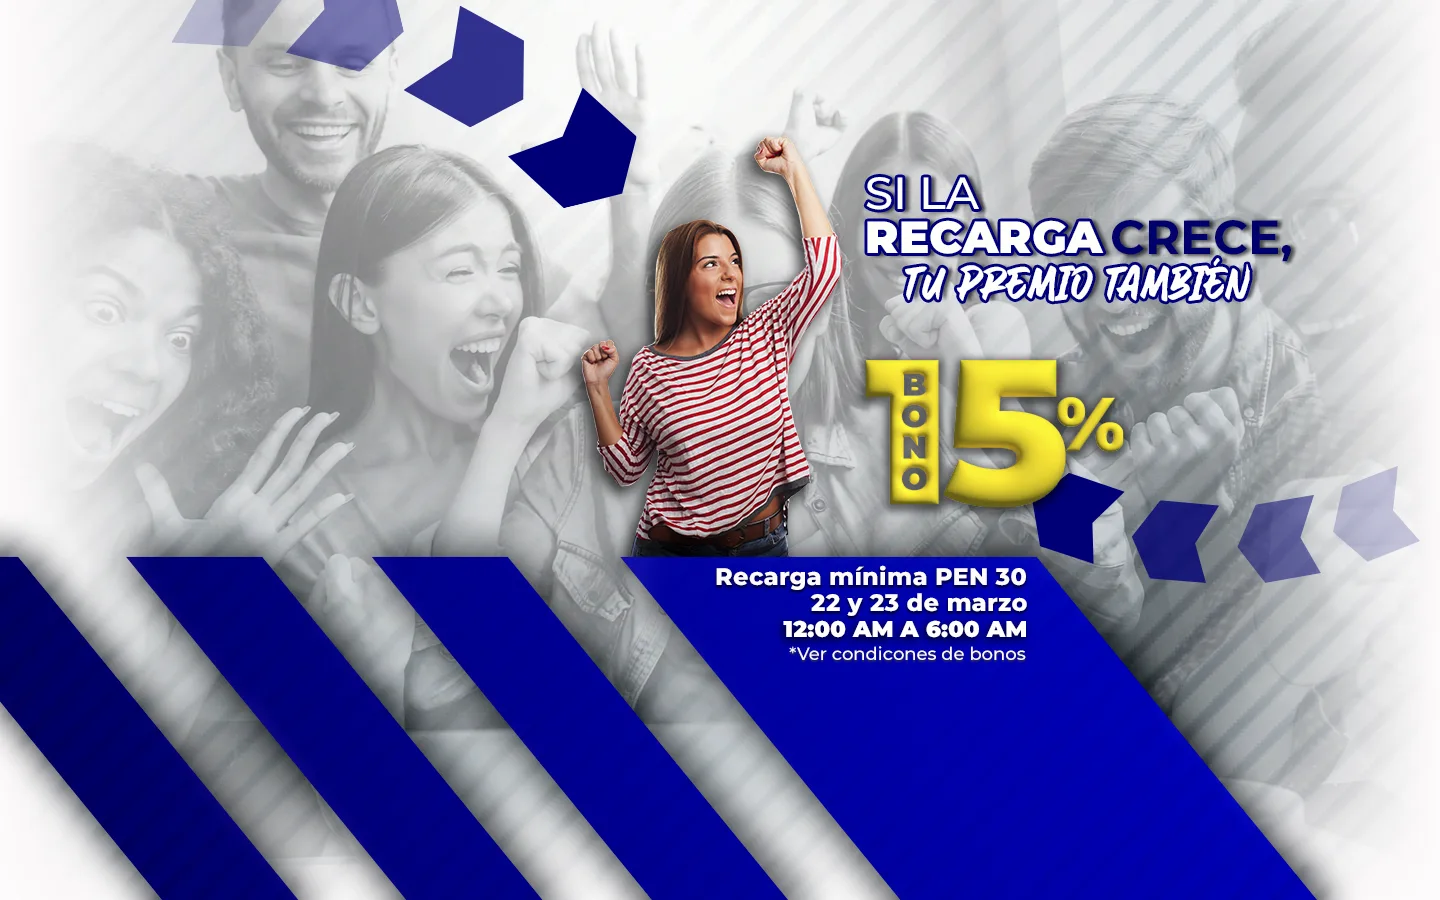 SI LA
RECARGA CRECE,
TU PREMIO TAMBIÉN
BONO
15%
Recarga mínima PEN 30
22 y 23 de marzo
12:00 AM A 6:00 AM
*Ver condicones de bonos